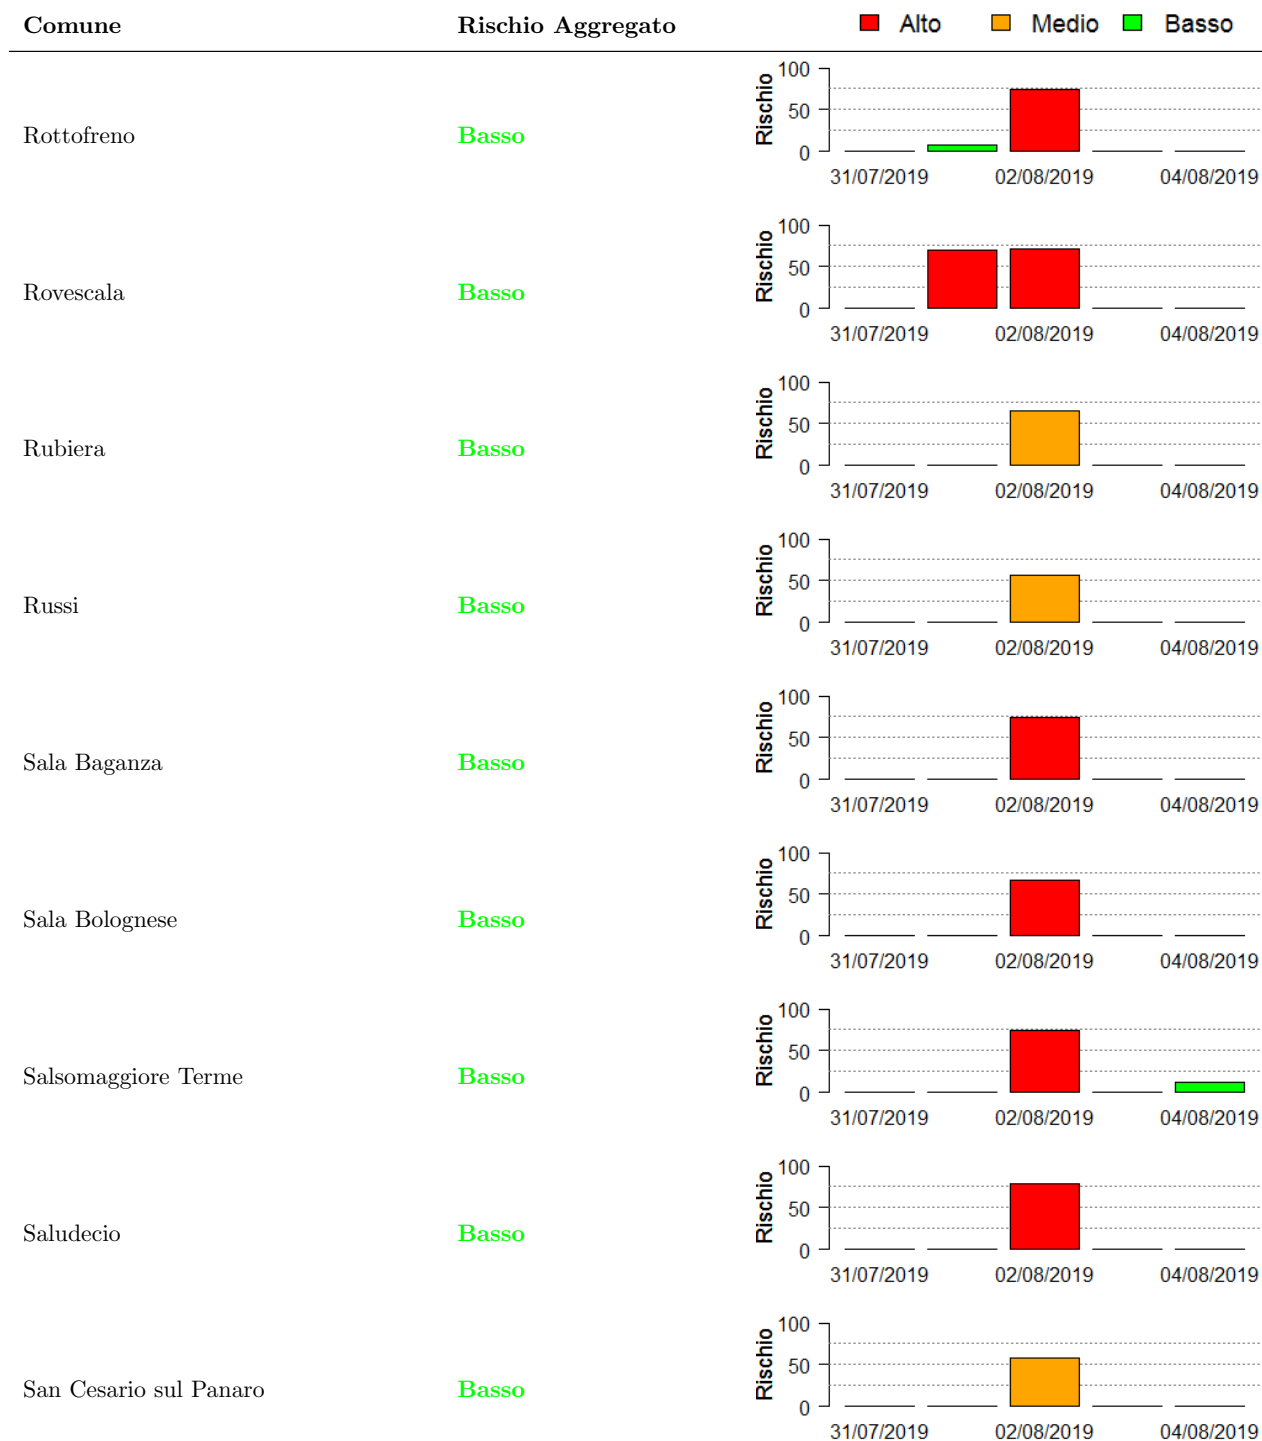 Comune Rischio Aggregato Alto Medio Basso
Rottofreno Basso
Rischio
100
50
0
31/07/2019 02/08/2019 04/08/2019
Rovescala Basso
Rischio
100
50
0
31/07/2019 02/08/2019 04/08/2019
Rubiera Basso
Rischio
100
50
0
31/07/2019 02/08/2019 04/08/2019
Russi Basso
Rischio
100
50
0
31/07/2019 02/08/2019 04/08/2019
Sala Baganza Basso
Rischio
100
50
0
31/07/2019 02/08/2019 04/08/2019
Sala Bolognese Basso
Rischio
100
50
0
31/07/2019 02/08/2019 04/08/2019
Salsomaggiore Terme Basso
Rischio
100
50
0
31/07/2019 02/08/2019 04/08/2019
Saludecio Basso
Rischio
100
50
0
31/07/2019 02/08/2019 04/08/2019
San Cesario sul Panaro Basso
Rischio
100
50
0
31/07/2019 02/08/2019 04/08/2019